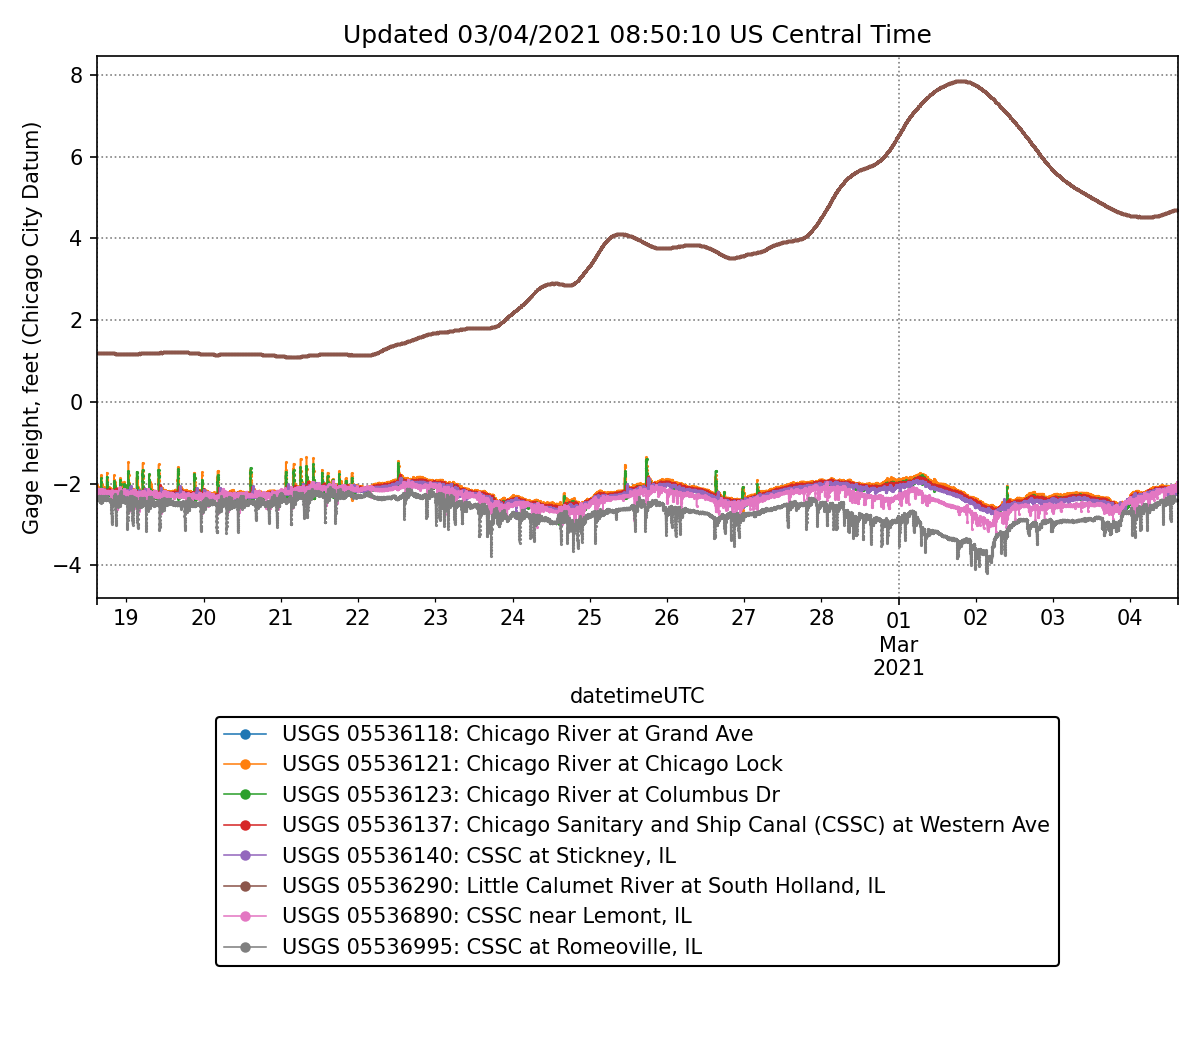 Updated 03/04/2021 08:50:10 US Central Time
Gage height, feet (Chicago City Datum)
8
6
4
2
0
−2
−4
19 20 21 22 23 24 25 26 27 28 01 02 03 04
Mar
2021
datetimeUTC
USGS 05536118: Chicago River at Grand Ave
USGS 05536121: Chicago River at Chicago Lock
USGS 05536123: Chicago River at Columbus Dr
USGS 05536137: Chicago Sanitary and Ship Canal (CSSC) at Western Ave
USGS 05536140: CSSC at Stickney, IL
USGS 05536290: Little Calumet River at South Holland, IL
USGS 05536890: CSSC near Lemont, IL
USGS 05536995: CSSC at Romeoville, IL